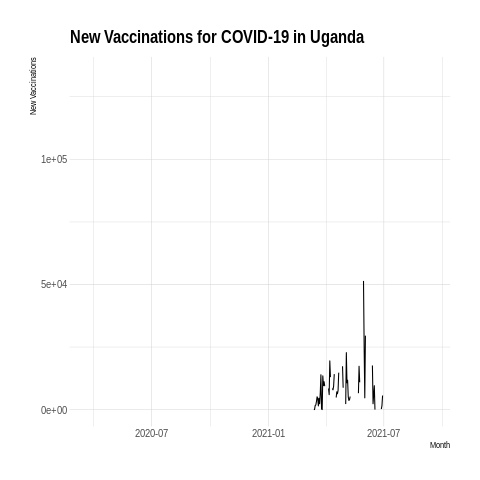 New Vaccinations for COVID-19 in Uganda
New Vaccinations
1e+05
5e+04
0e+00
2020-07
2021-01
2021-07
Month